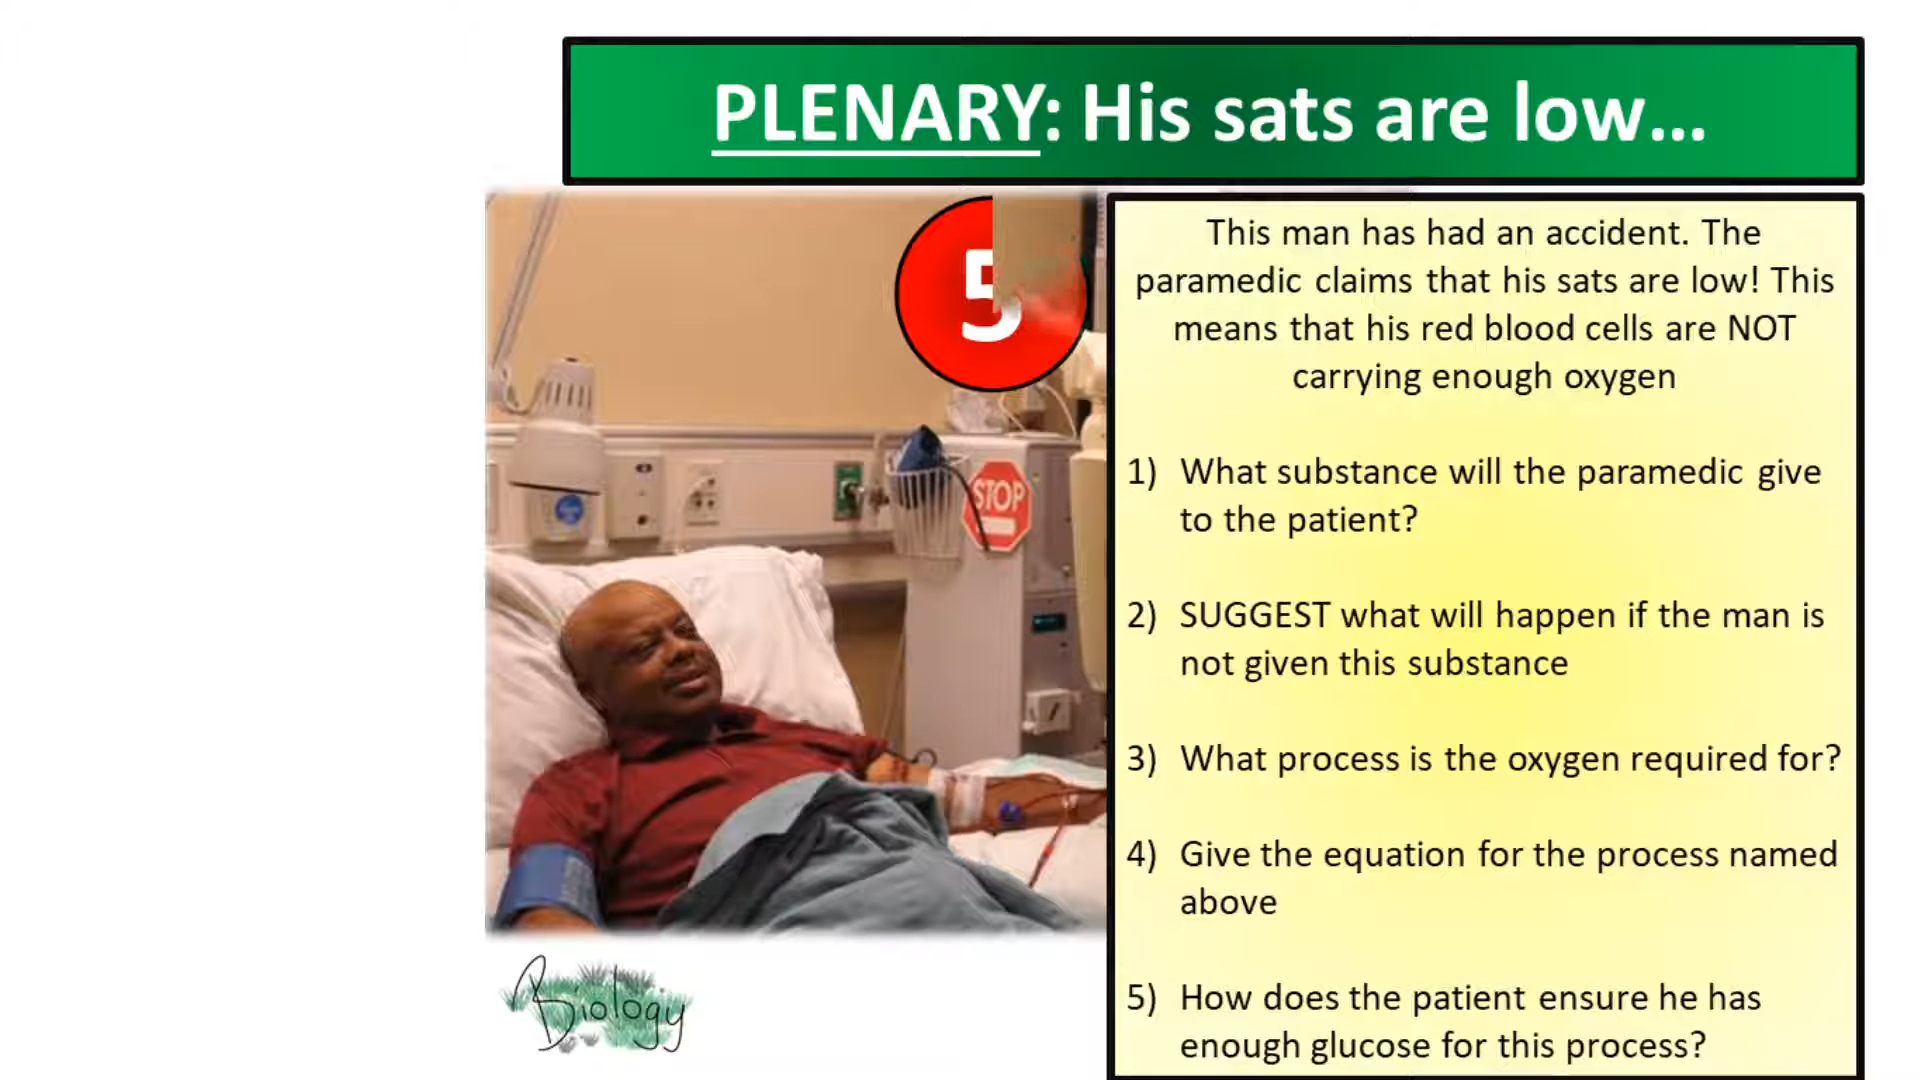 PLENARY: His sats are low...
5
This man has had an accident. The
paramedic claims that his sats are low! This
means that his red blood cells are NOT
carrying enough oxygen
1) What substance will the paramedic give
to the patient?
2) SUGGEST what will happen if the man is
not given this substance
3) What process is the oxygen required for?
4) Give the equation for the process named
above
5) How does the patient ensure he has
enough glucose for this process?
STOP
Biology